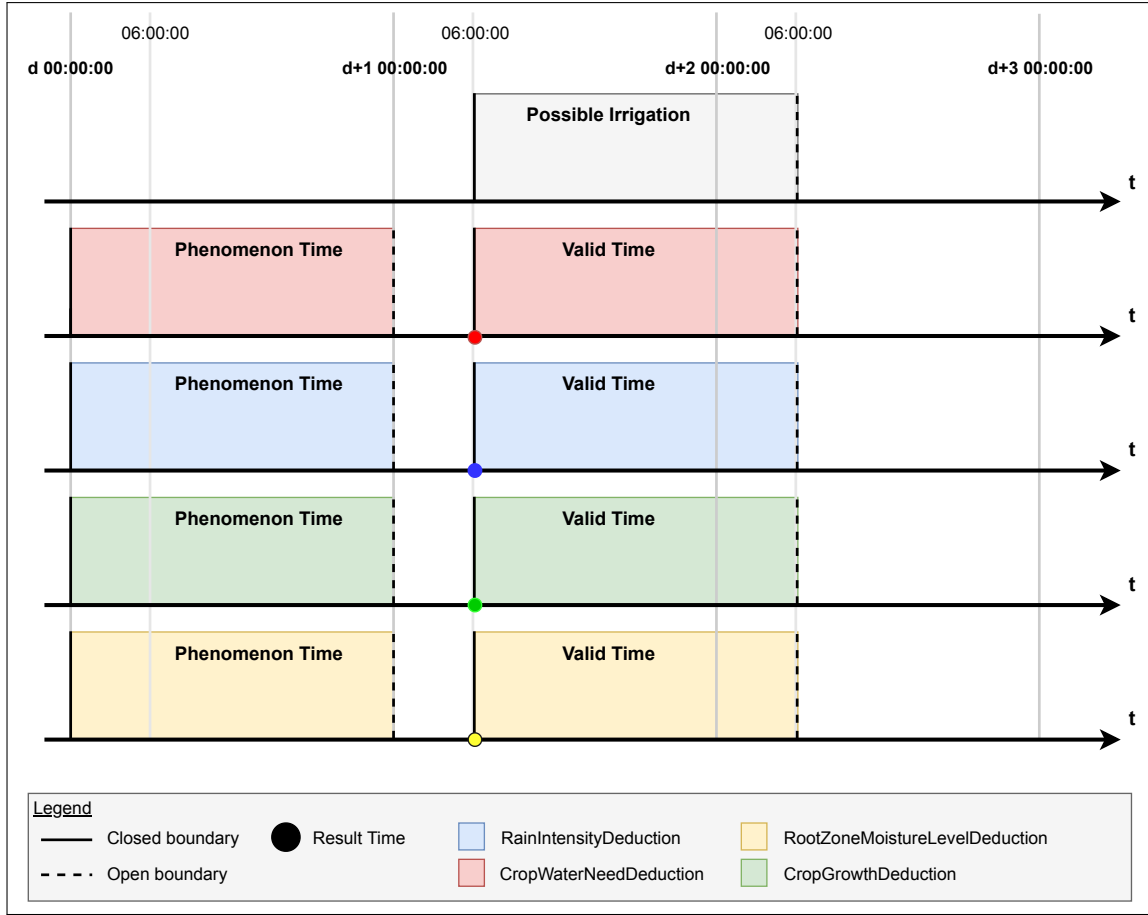 06:00:00 06:00:00 06:00:00
d 00:00:00 d+1 00:00:00 d+2 00:00:00 d+3 00:00:00
Possible Irrigation
t
Phenomenon Time Valid Time
t
Phenomenon Time Valid Time
t
Phenomenon Time Valid Time
t
Phenomenon Time Valid Time
t
Legend
Closed boundary Result Time RainIntensityDeduction RootZoneMoistureLevelDeduction
Open boundary CropWaterNeedDeduction CropGrowthDeduction